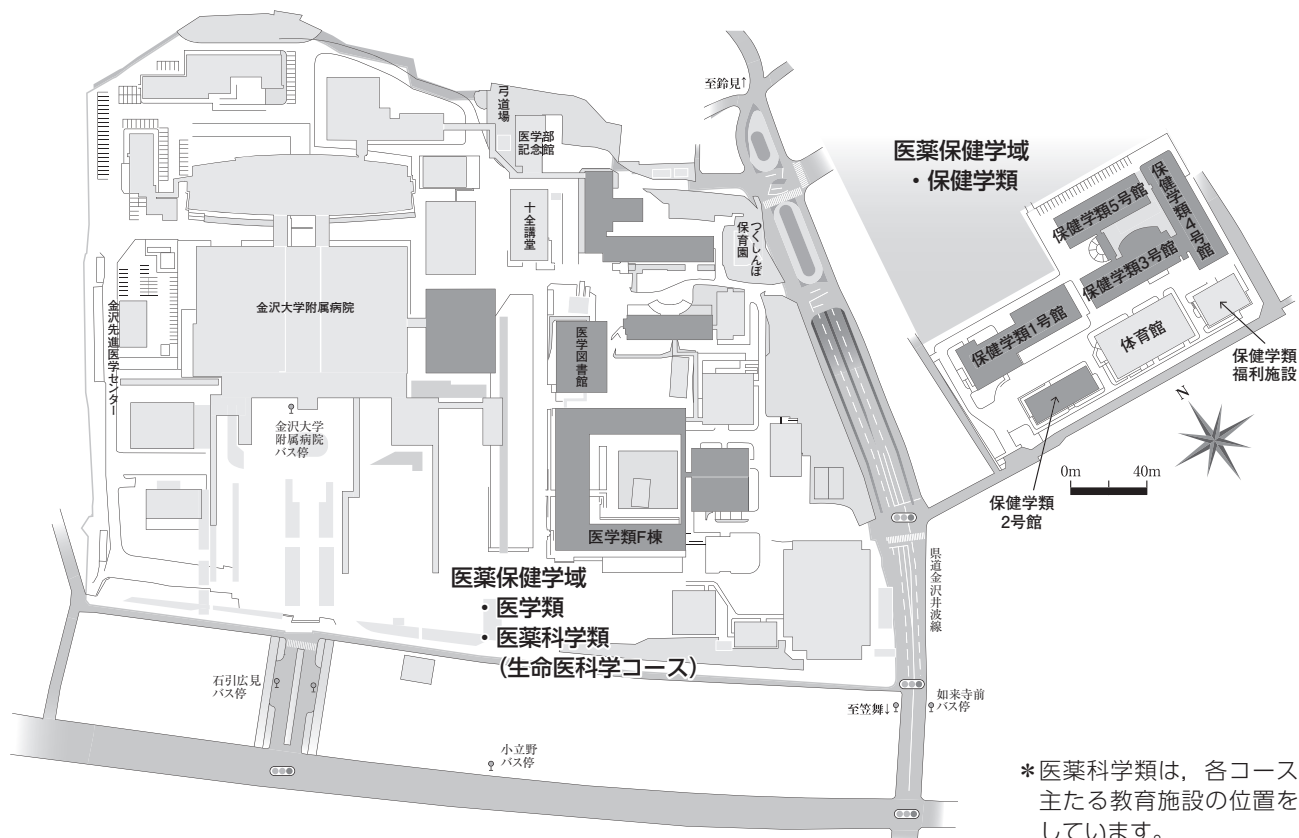 至鈴見↑
弓道場
医学部
記念館
医薬保健学域
・保健学類
保健学類5号館
保健学類4号館
保健学類3号館
保健学類1号館
体育館
保健学類
福利施設
保健学類
2号館
N
0m
40m
十全講堂
つくしんぼ
保育園
金沢大学附属病院
金沢先進医学センター
医学図書館
金沢大学
附属病院
バス停
医学類F棟
県道金沢井波線
医薬保健学域
・医学類
・医薬科学類
(生命医科学コース)
石引広見
バス停
至笠舞↓
如来寺前
バス停
小立野
バス停
*医薬科学類は，各コース
主たる教育施設の位置を
しています。